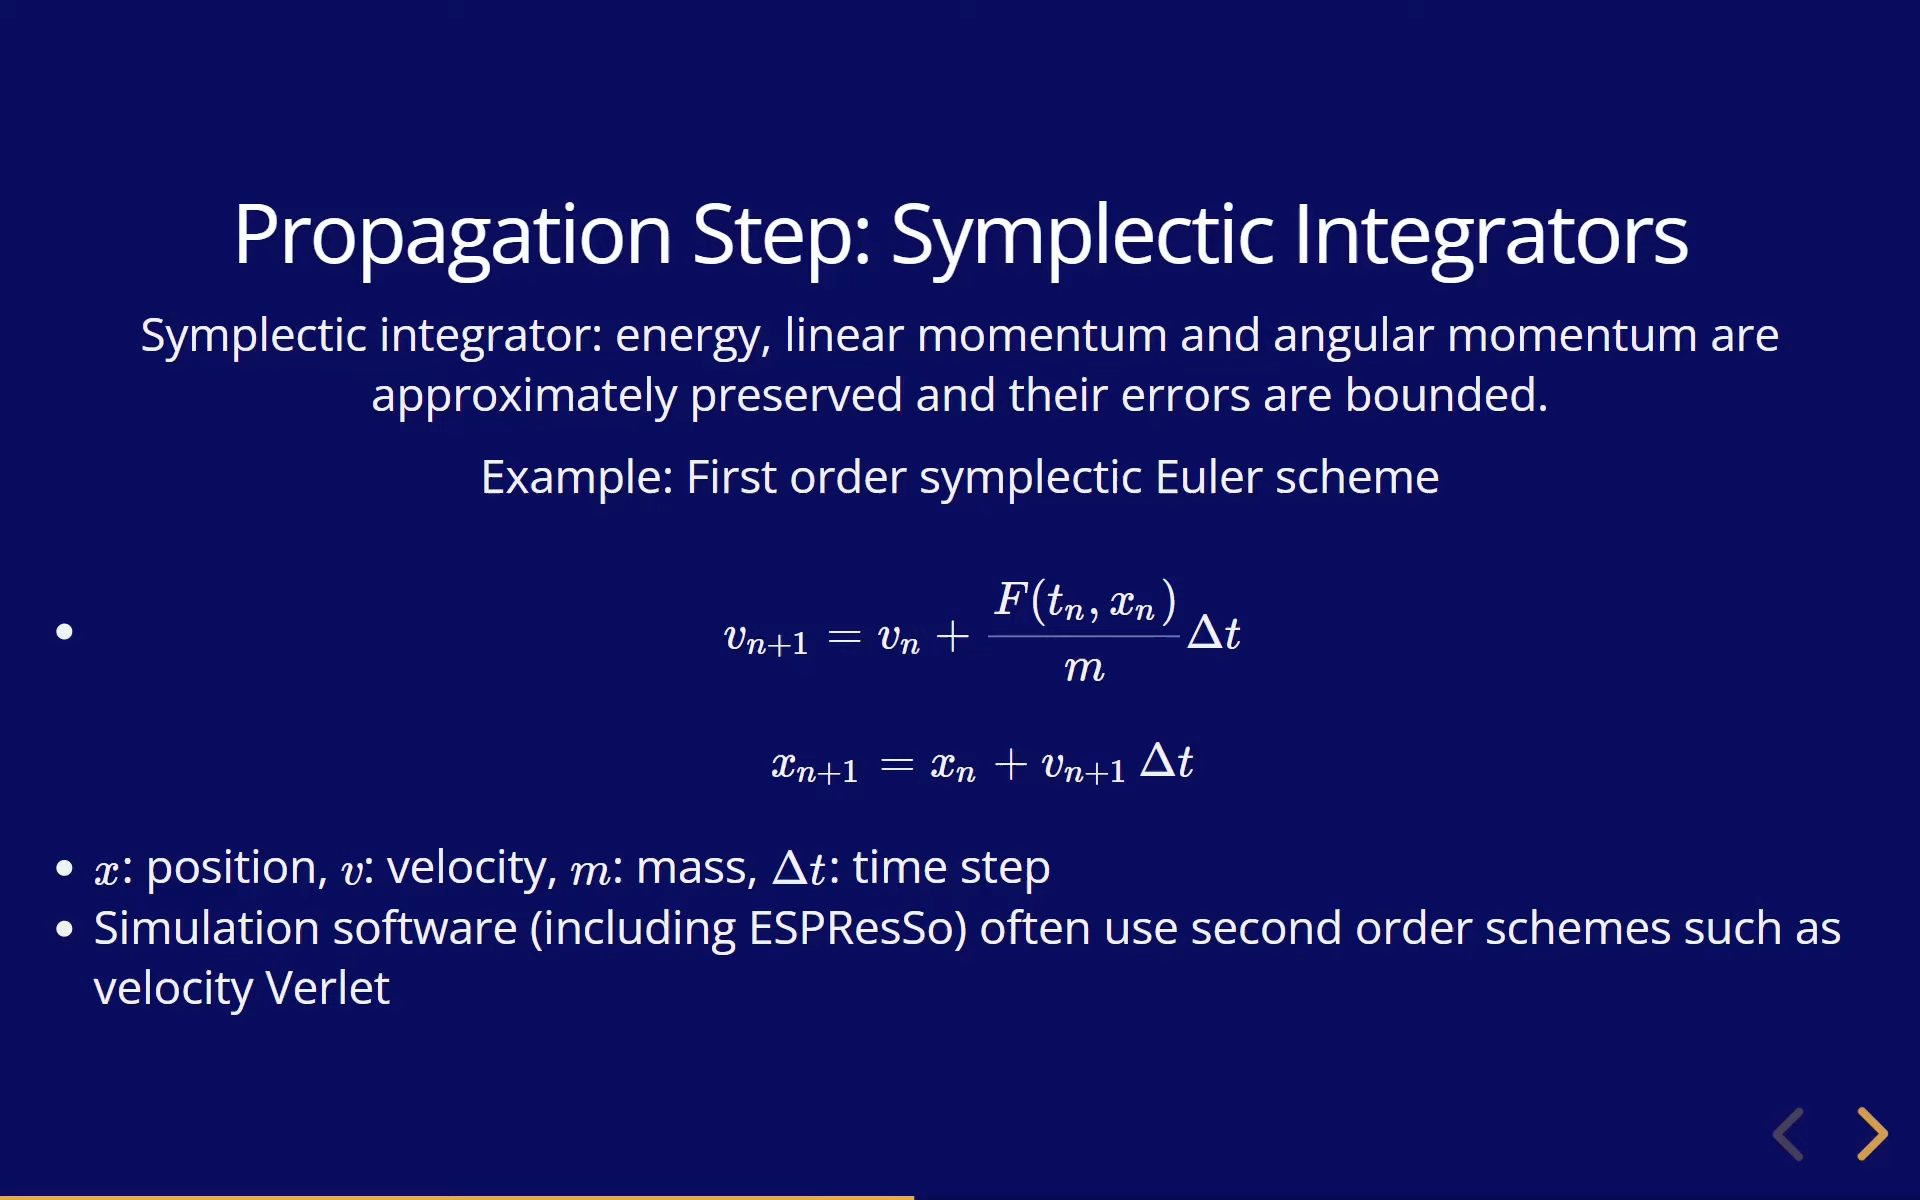 Propagation Step: Symplectic Integrators
Symplectic integrator: energy, linear momentum and angular momentum are
approximately preserved and their errors are bounded.
Example: First order symplectic Euler scheme
• $v_{n+1} = v_n + \frac{F(t_n, x_n)}{m} \Delta t$
$x_{n+1} = x_n + v_{n+1} \, \Delta t$
• $x$: position, $v$: velocity, $m$: mass, $\Delta t$: time step
• Simulation software (including ESPResSo) often use second order schemes such as
velocity Verlet